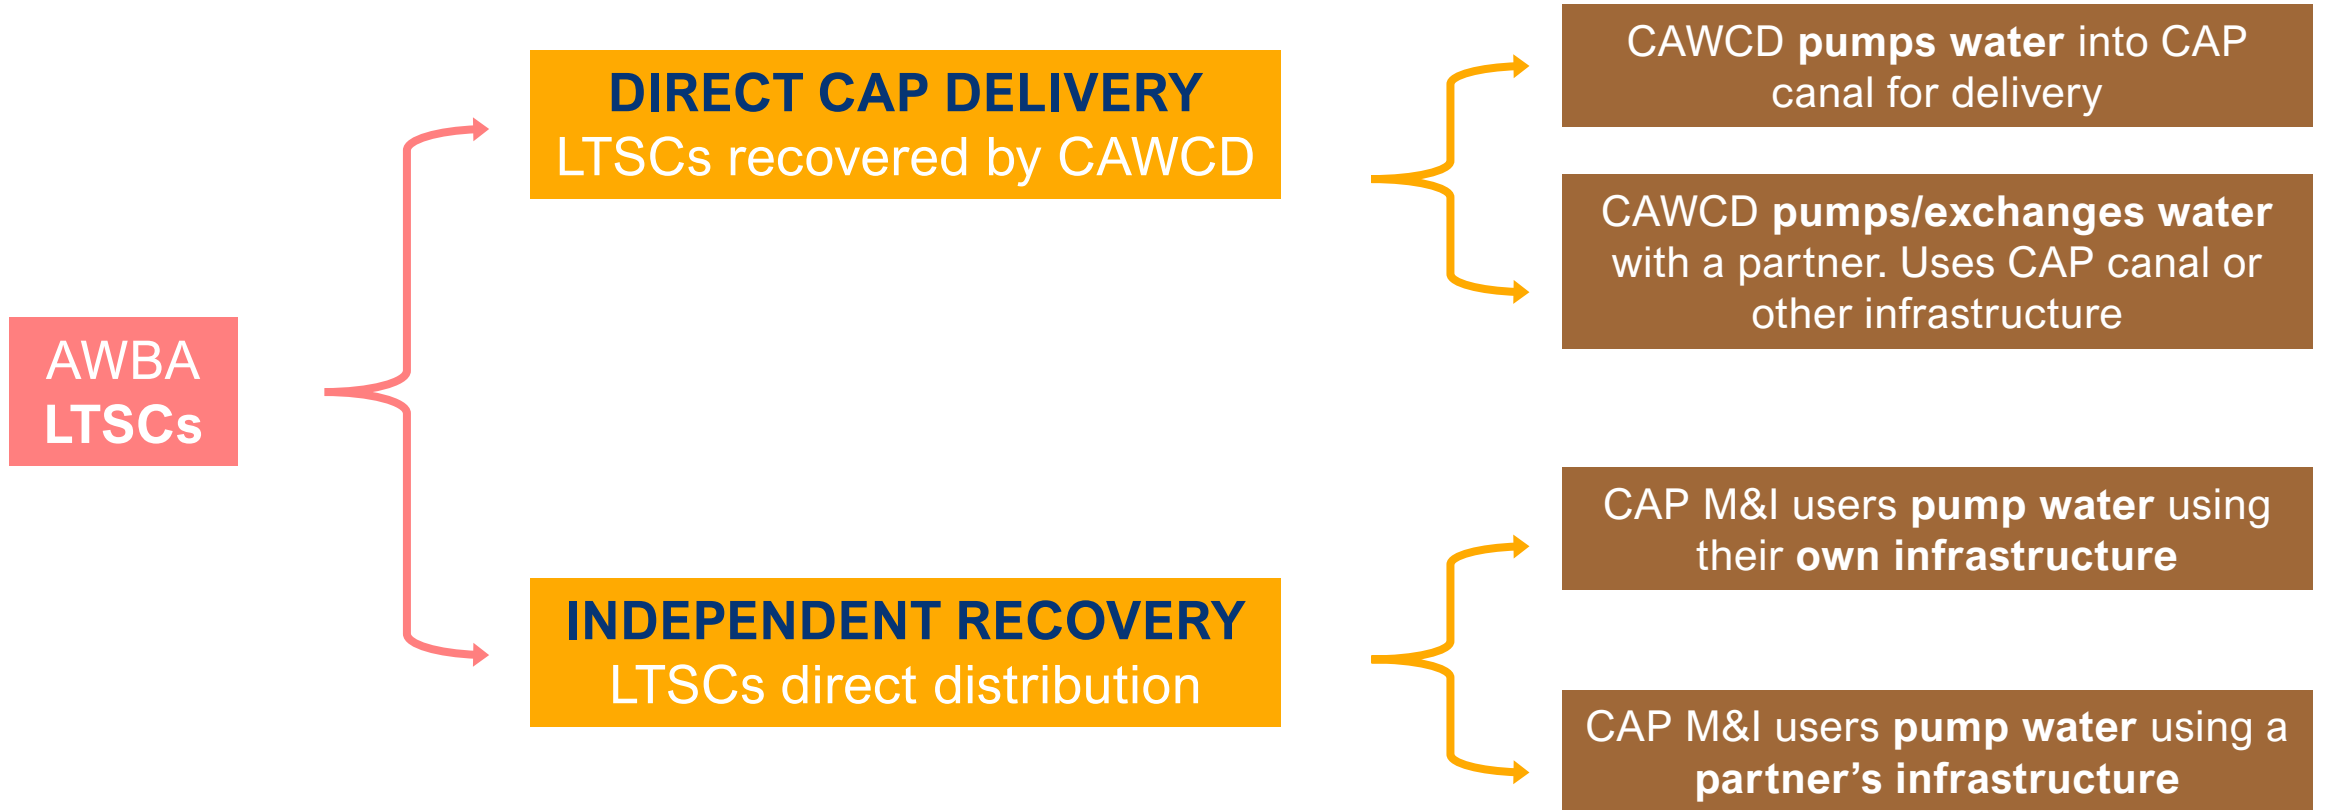 AWBA
LTSCs
DIRECT CAP DELIVERY
LTSCs recovered by CAWCD
CAWCD pumps water into CAP
canal for delivery
CAWCD pumps/exchanges water
with a partner. Uses CAP canal or
other infrastructure
INDEPENDENT RECOVERY
LTSCs direct distribution
CAP M&I users pump water using
their own infrastructure
CAP M&I users pump water using a
partner’s infrastructure